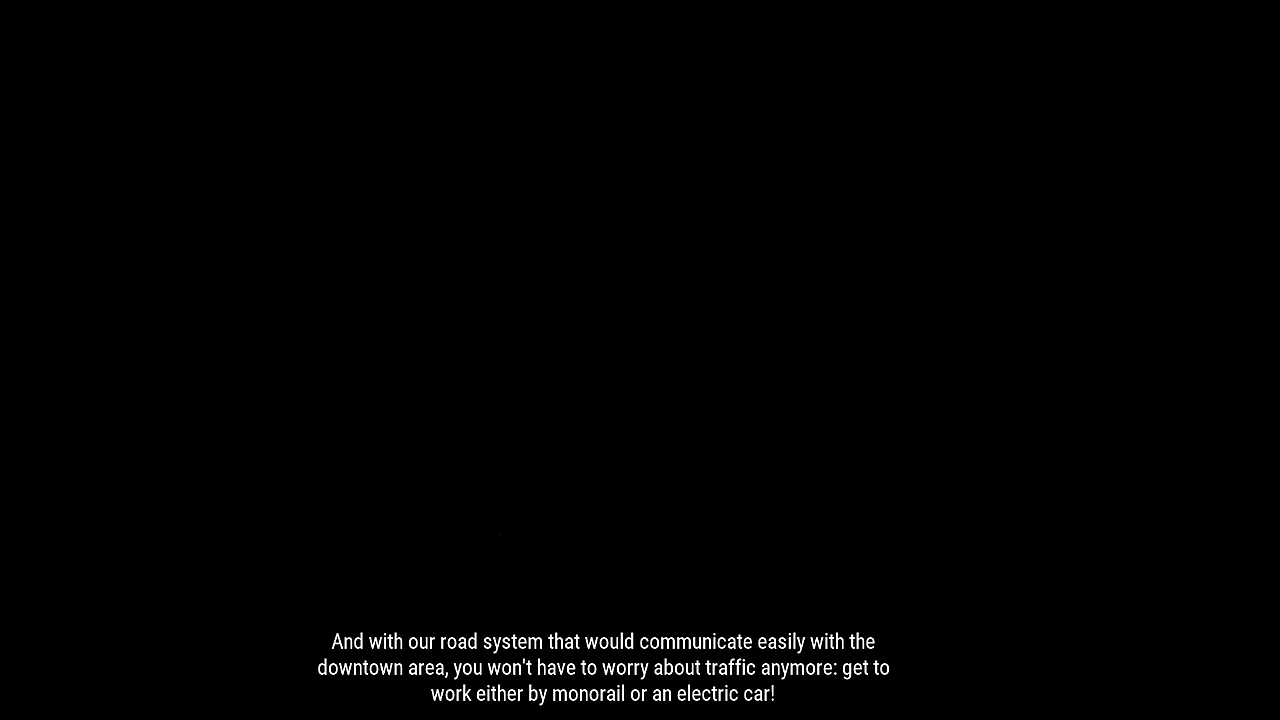 And with our road system that would communicate easily with the
downtown area, you won't have to worry about traffic anymore: get to
work either by monorail or an electric car!